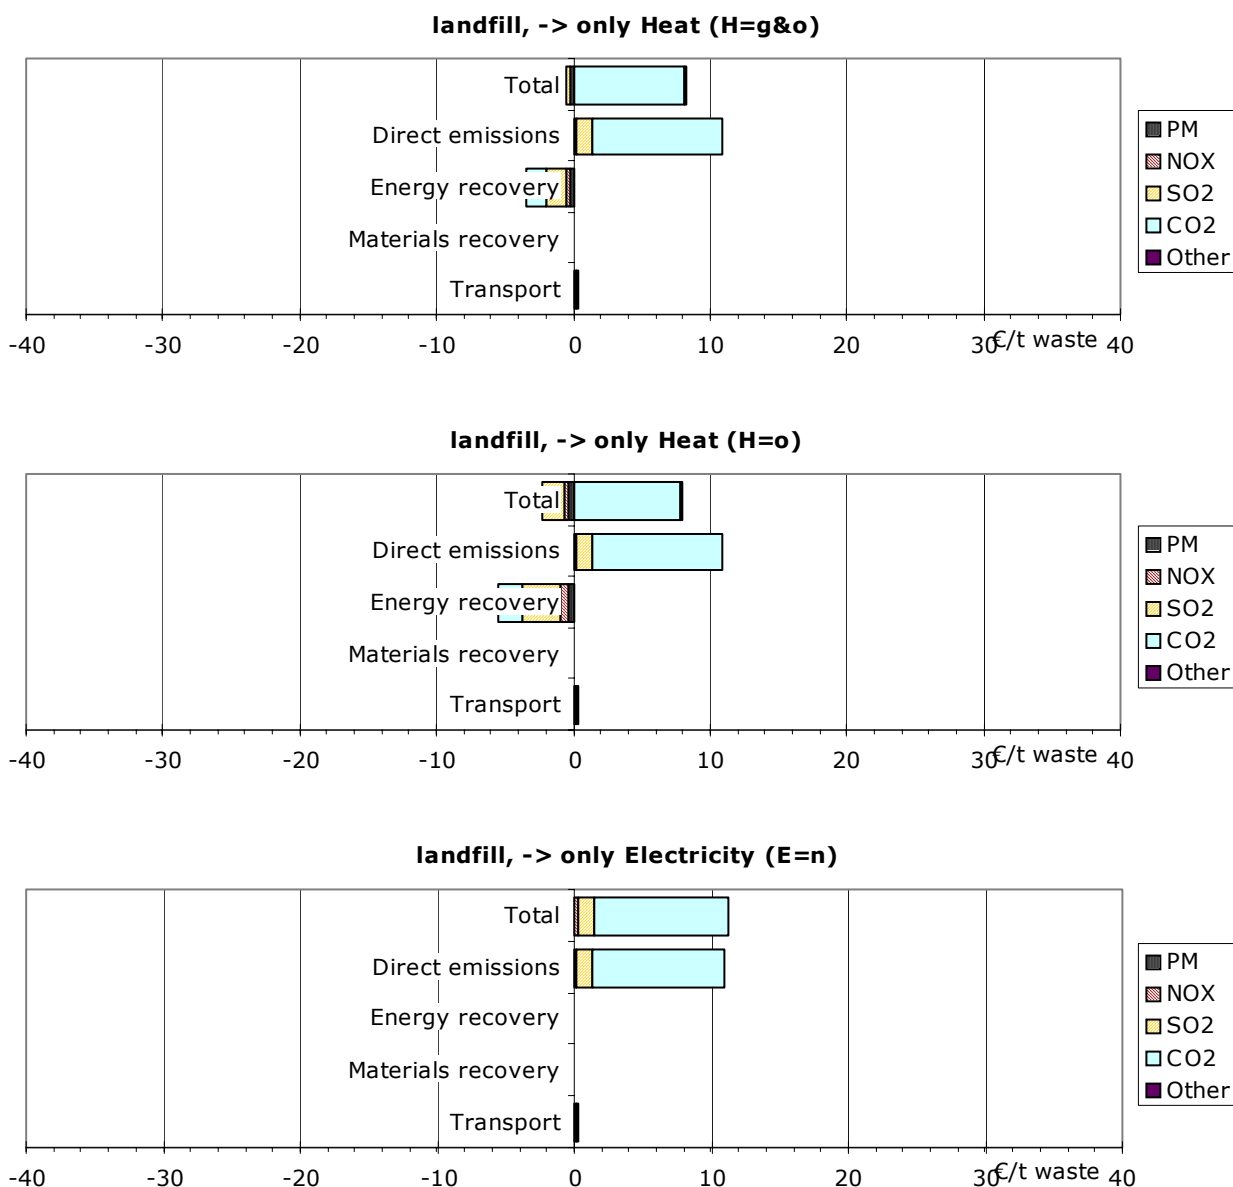 landfill, -> only Heat (H=g&o)
Total
Direct emissions
Energy recovery
Materials recovery
Transport
-40 -30 -20 -10 0 10 20 30 €/t waste 40
PM
NOX
SO2
CO2
Other
landfill, -> only Heat (H=o)
Total
Direct emissions
Energy recovery
Materials recovery
Transport
-40 -30 -20 -10 0 10 20 30 €/t waste 40
PM
NOX
SO2
CO2
Other
landfill, -> only Electricity (E=n)
Total
Direct emissions
Energy recovery
Materials recovery
Transport
-40 -30 -20 -10 0 10 20 30 €/t waste 40
PM
NOX
SO2
CO2
Other